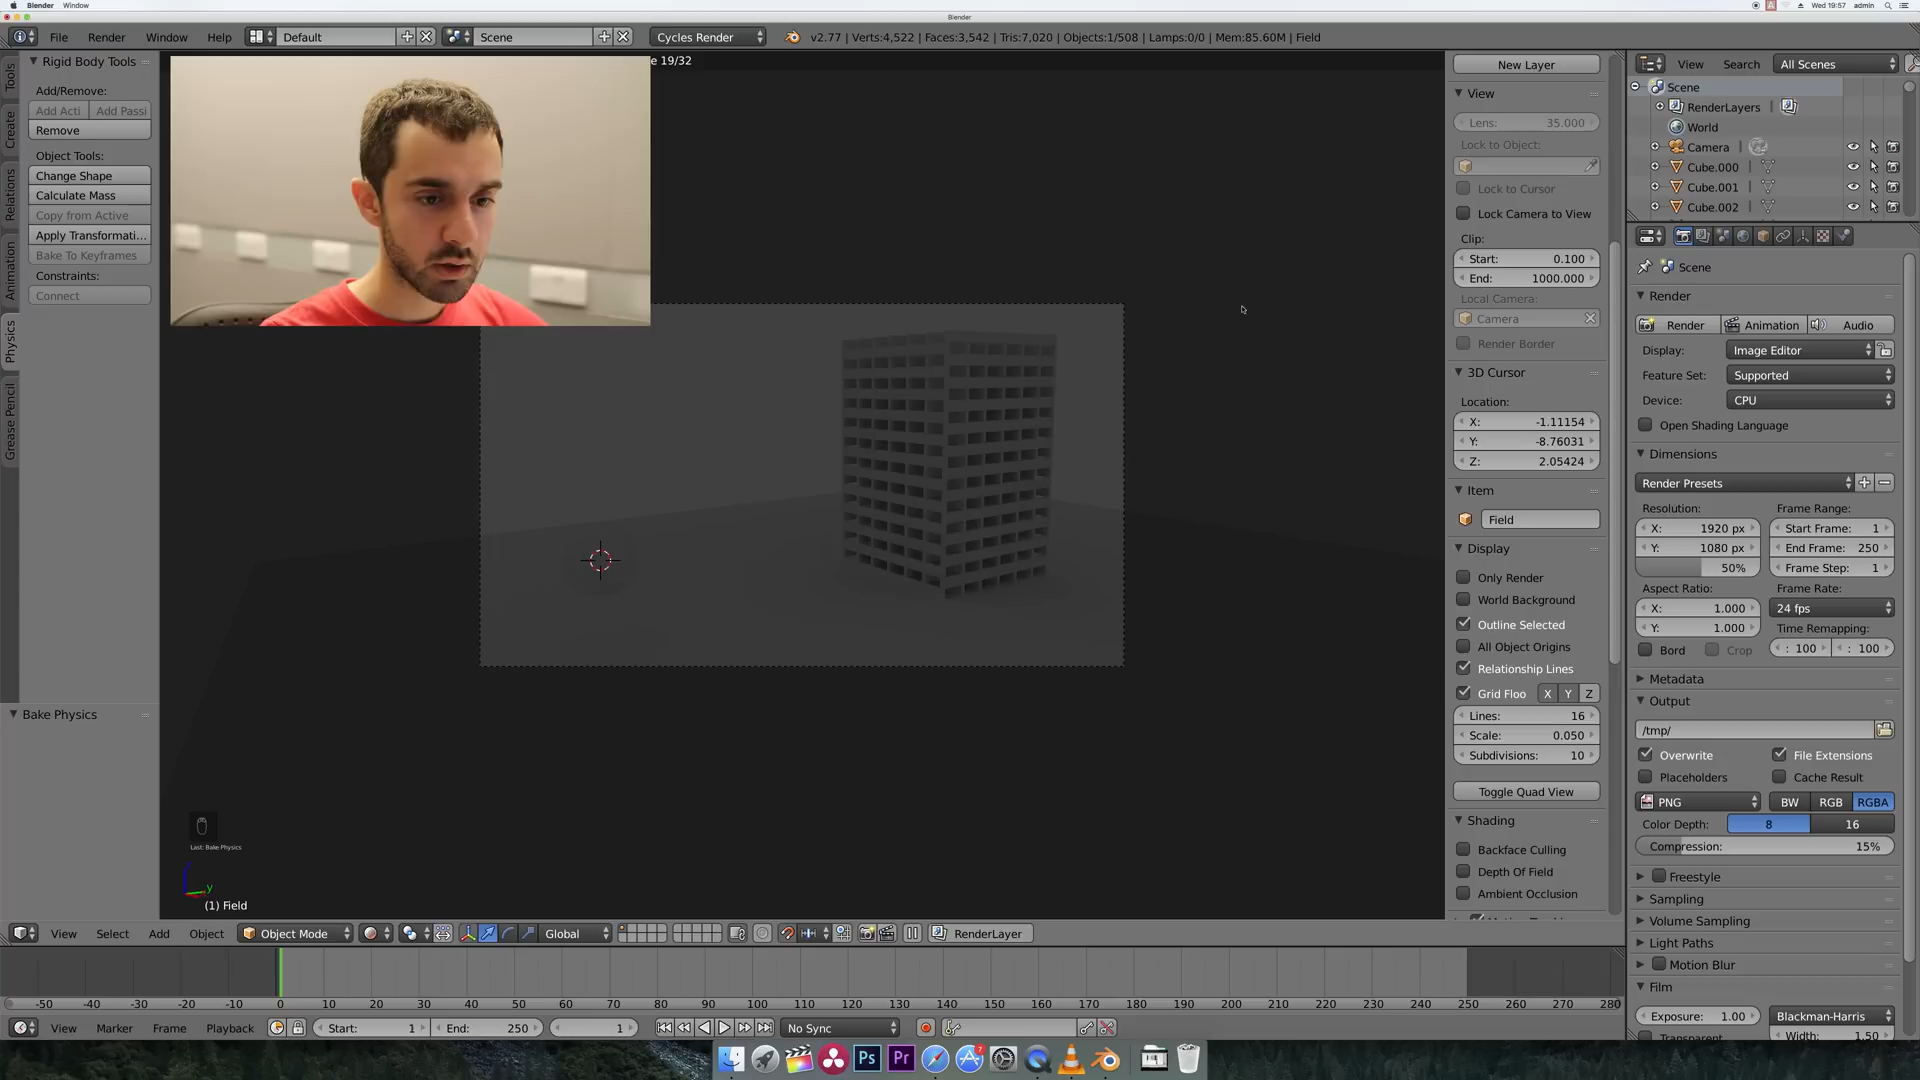 Blender Window
Wed 19:57 admin
Blender
File Render Window Help Default Scene Cycles Render v2.77 | Verts:4,522 | Faces:3,542 | Tris:7,020 | Objects:1/508 | Lamps:0/0 | Mem:85.60M | Field
Tools
Create
Relations
Animation
Physics
Grease Pencil
Rigid Body Tools
Add/Remove:
Add Acti Add Passi
Remove
Object Tools:
Change Shape
Calculate Mass
Copy from Active
Apply Transformati...
Bake To Keyframes
Constraints:
Connect
Bake Physics
e 19/32
Last: Bake Physics
y
(1) Field
New Layer
View
Lens: 35.000
Lock to Object:
Lock to Cursor
Lock Camera to View
Clip:
Start: 0.100
End: 1000.000
Local Camera:
Camera
Render Border
3D Cursor
Location:
X: -1.11154
Y: -8.76031
Z: 2.05424
Item
Field
Display
Only Render
World Background
Outline Selected
All Object Origins
Relationship Lines
Grid Floo X Y Z
Lines: 16
Scale: 0.050
Subdivisions: 10
Toggle Quad View
Shading
Backface Culling
Depth Of Field
Ambient Occlusion
View Search All Scenes
Scene
RenderLayers
World
Camera
Cube.000
Cube.001
Cube.002
Scene
Render
Render Animation Audio
Display: Image Editor
Feature Set: Supported
Device: CPU
Open Shading Language
Dimensions
Render Presets
Resolution: Frame Range:
X: 1920 px Start Frame: 1
Y: 1080 px End Frame: 250
50% Frame Step: 1
Aspect Ratio: Frame Rate:
X: 1.000 24 fps
Y: 1.000 Time Remapping:
Bord Crop : 100 : 100
Metadata
Output
/tmp/
Overwrite File Extensions
Placeholders Cache Result
PNG BW RGB RGBA
Color Depth: 8 16
Compression: 15%
Freestyle
Sampling
Volume Sampling
Light Paths
Motion Blur
Film
Exposure: 1.00 Blackman-Harris
Transparent Width: 1.50
View Select Add Object Object Mode Global RenderLayer
-50 -40 -30 -20 -10 0 10 20 30 40 50 60 70 80 90 100 110 120 130 140 150 160 170 180 190 200 210 220 230 240 250 260 270 280
View Marker Frame Playback Start: 1 End: 250 1 No Sync
Ps Pr 7